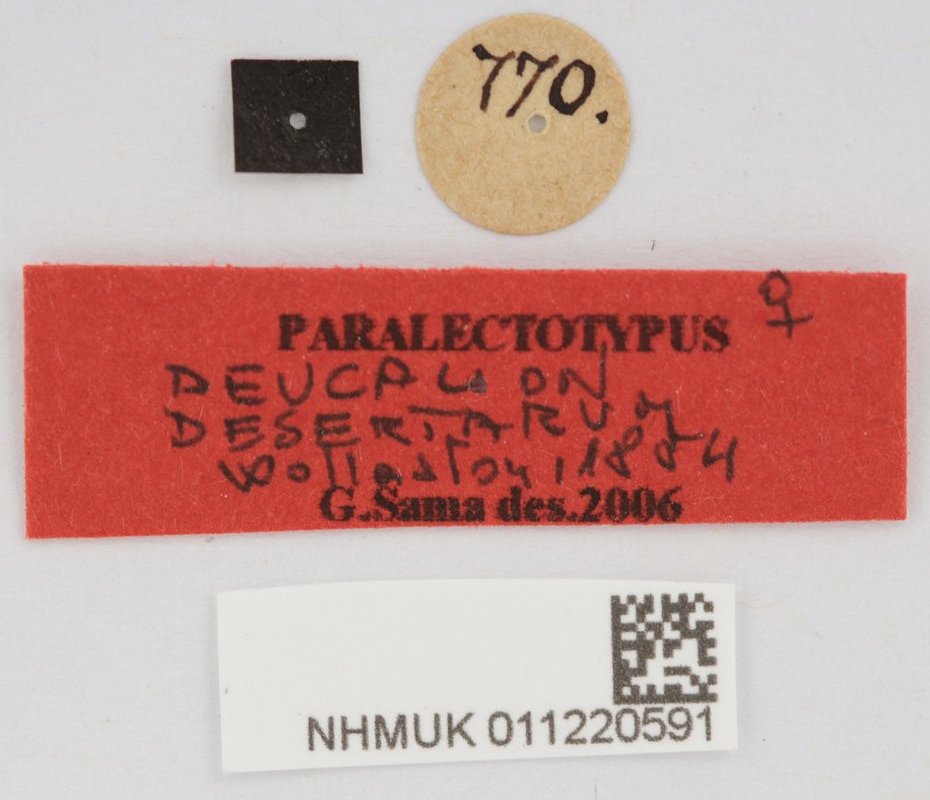 770.
PARALECTOTYPUS ♀
DEUCALION
DESERTARUM
Wollaston, 1854
G.Sama des.2006
NHMUK 011220591